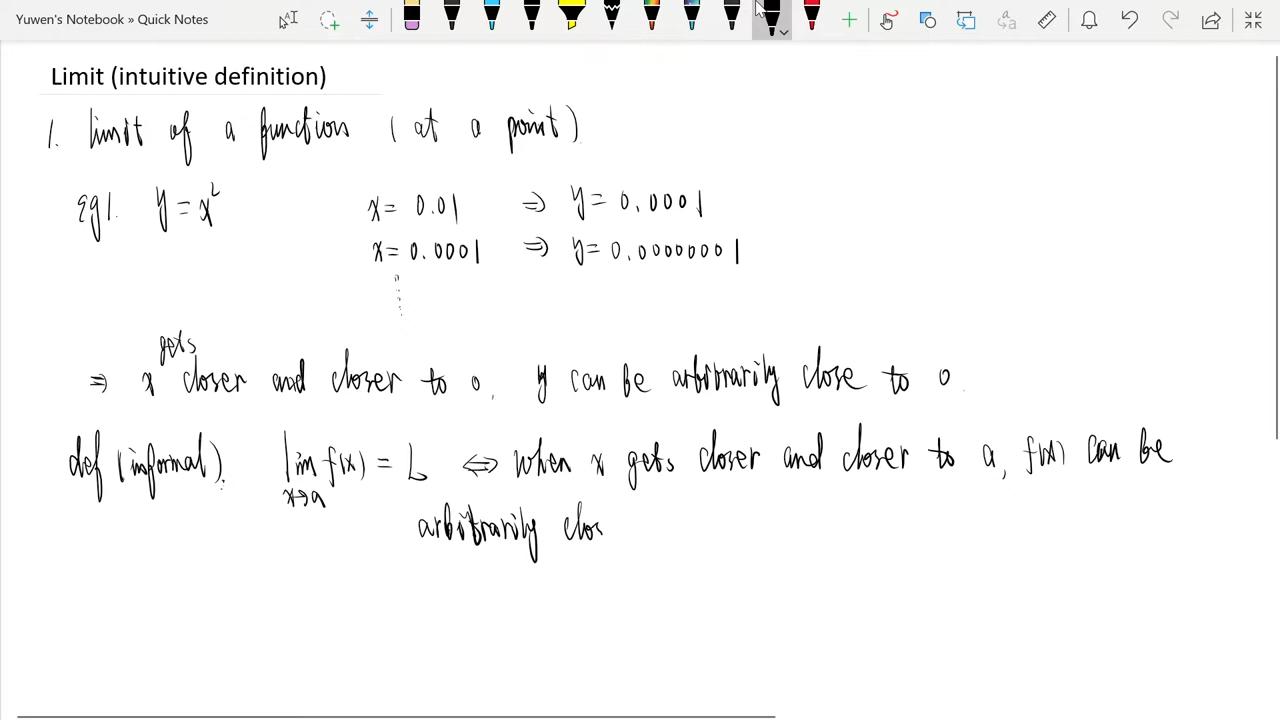 Yuwen's Notebook » Quick Notes
Limit (intuitive definition)
1. limit of a function (at a point)
Eg1. y = x² x = 0.01 ⇒ y = 0.0001
x = 0.0001 ⇒ y = 0.00000001
gets
⇒ x closer and closer to 0, y can be arbitrarily close to 0.
def (informal). lim x→a f(x) = L ⇔ when x gets closer and closer to a, f(x) can be
arbitrarily clos